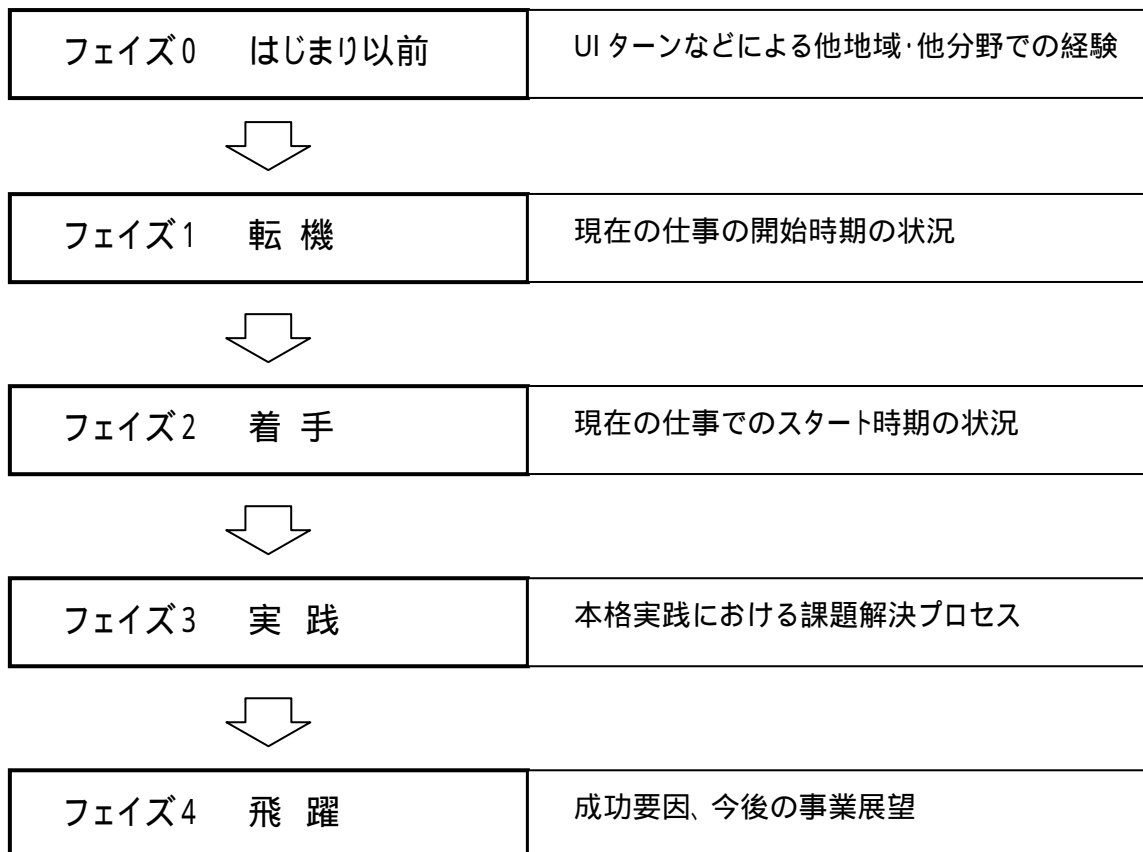 フェイズ0 はじまり以前 UIターンなどによる他地域・他分野での経験
フェイズ1 転 機 現在の仕事の開始時期の状況
フェイズ2 着 手 現在の仕事でのスタート時期の状況
フェイズ3 実 践 本格実践における課題解決プロセス
フェイズ4 飛 躍 成功要因、今後の事業展望